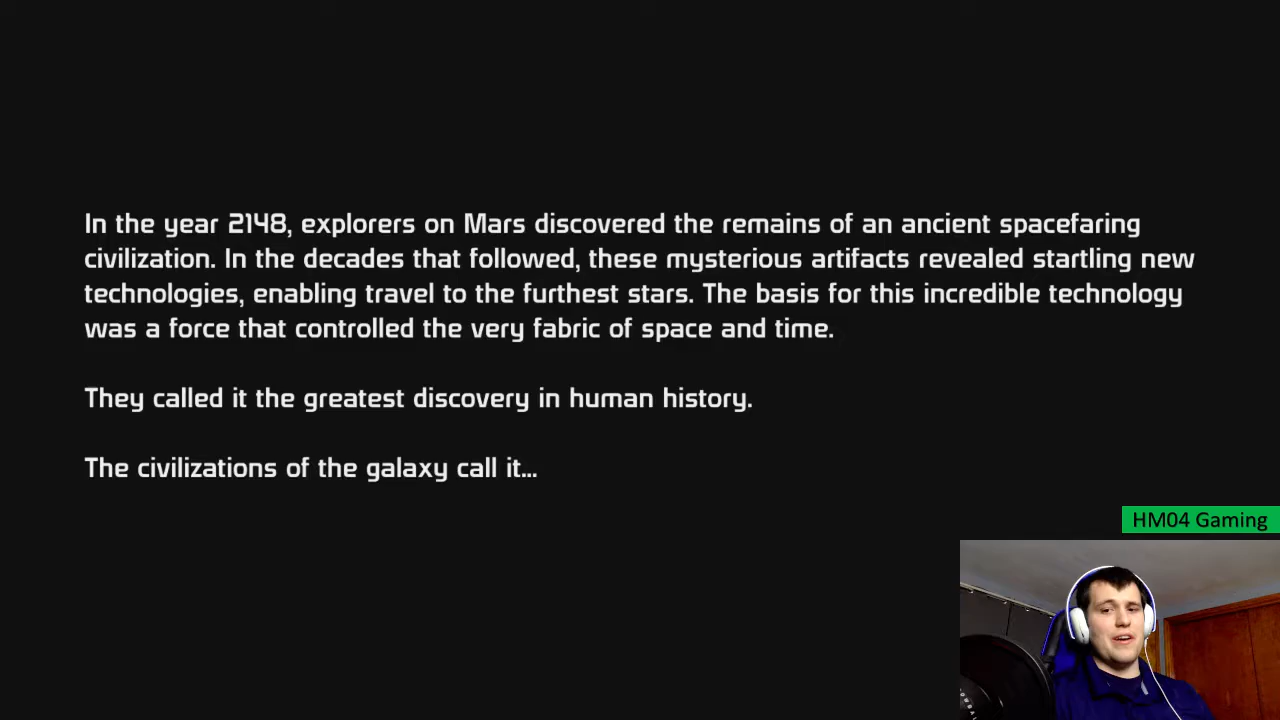 In the year 2148, explorers on Mars discovered the remains of an ancient spacefaring
civilization. In the decades that followed, these mysterious artifacts revealed startling new
technologies, enabling travel to the furthest stars. The basis for this incredible technology
was a force that controlled the very fabric of space and time.
They called it the greatest discovery in human history.
The civilizations of the galaxy call it...
HM04 Gaming